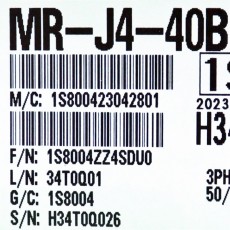 MR-J4-40B
1S
M/C: 1S800423042801
2023
H34
F/N: 1S8004ZZ4SDU0
L/N: 34T0Q01
3PH
G/C: 1S8004
50/
S/N: H34T0Q026